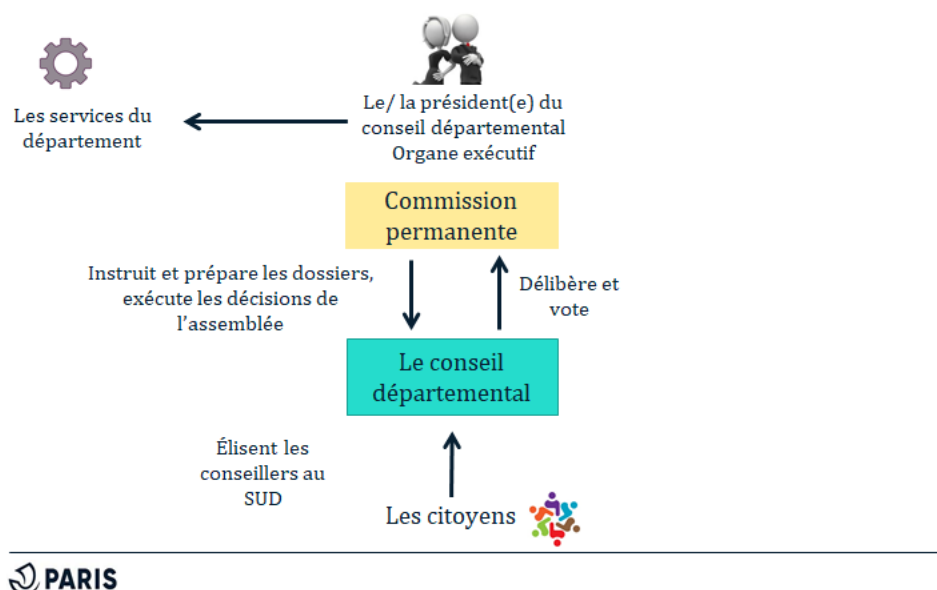 Les services du
département
Le/ la président(e) du
conseil départemental
Organe exécutif
Commission
permanente
Instruit et prépare les dossiers,
exécute les décisions de
l’assemblée
Délibère et
vote
Le conseil
départemental
Élisent les
conseillers au
SUD
Les citoyens
PARIS